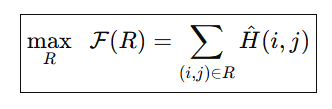 max_R F(R) = ∑_{(i,j)∈R} Ĥ(i, j)